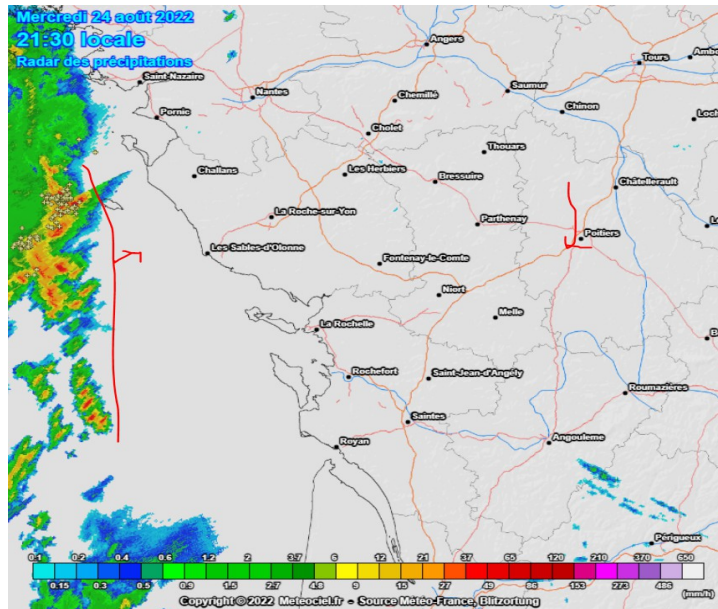 Mercredi 24 août 2022
21:30 locale
Radar des précipitations
Angers
Tours
Ambo
Saint-Nazaire
Nantes
Chemillé
Saumur
Chinon
Loch
Pornic
Cholet
Thouars
Challans
Les Herbiers
Bressuire
Châtellerault
La Roche-sur-Yon
Parthenay
Poitiers
Les Sables-d'Olonne
Fontenay-le-Comte
Niort
Melle
La Rochelle
Rochefort
Saint-Jean-d'Angély
Roumazières
Saintes
Royan
Angouleme
Périgueux
0.1 0.2 0.4 0.6 1.2 2 3.7 6 12 21 37 65 120 210 370 650
0.15 0.3 0.5 0.9 1.5 2.7 4.8 9 15 27 49 86 153 273 486 (mm/h)
Copyright © 2022 Meteociel.fr - Source Météo-France, Blitzortung